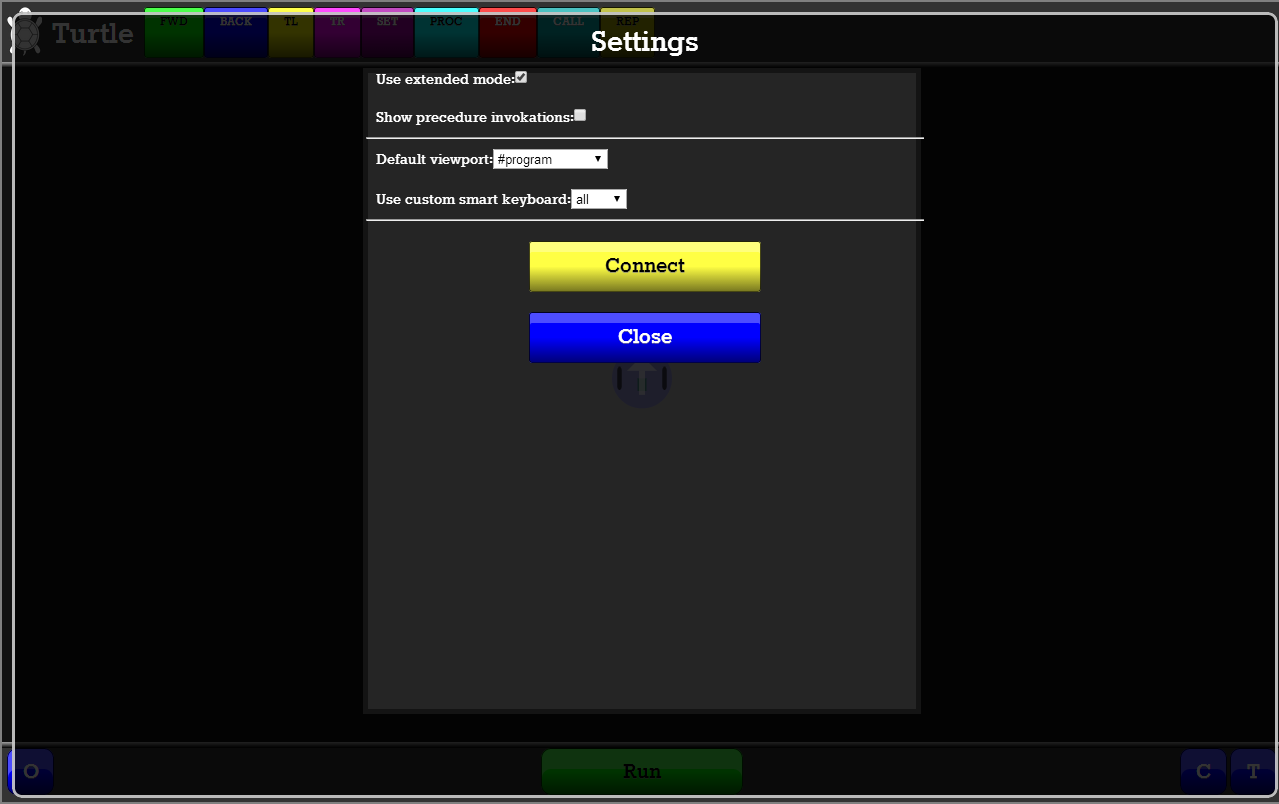 Turtle
FWD BACK TL TR SET PROC END CALL REP
Settings
Use extended mode:
Show precedure invokations:
Default viewport: #program
Use custom smart keyboard: all
Connect
Close
O Run C T